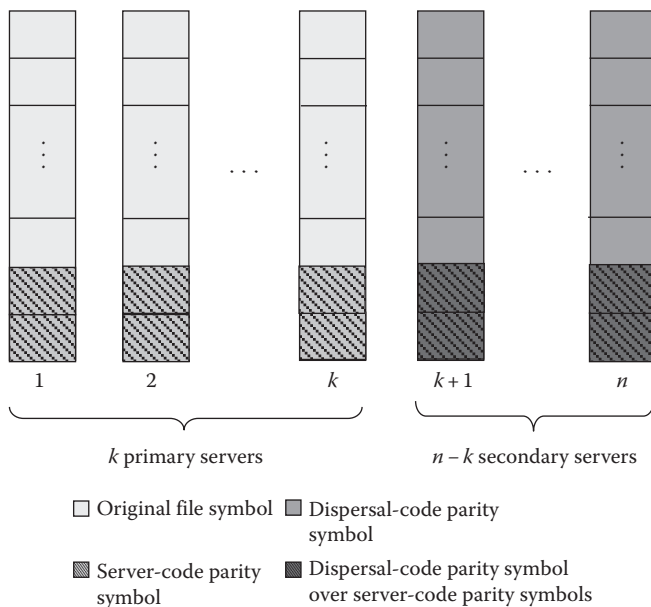 ⋮ ⋮ . . . ⋮ ⋮ . . . ⋮
1 2 k k + 1 n
k primary servers n – k secondary servers
Original file symbol Dispersal-code parity
symbol
Server-code parity Dispersal-code parity symbol
symbol over server-code parity symbols